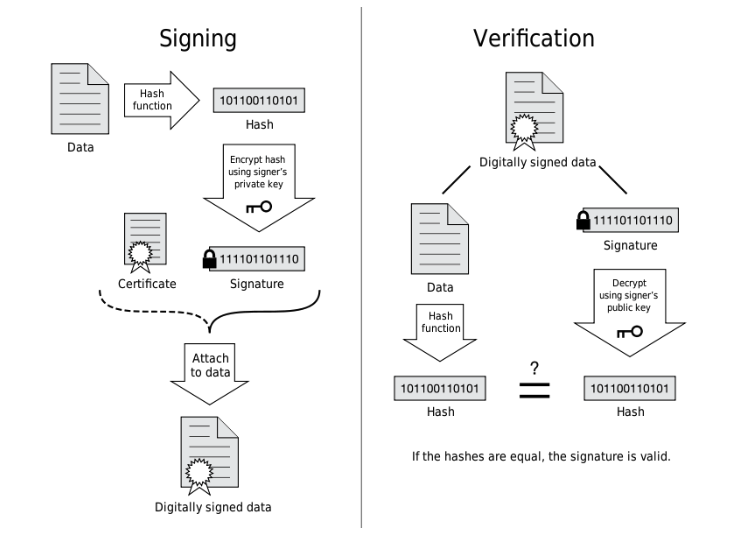 Signing
Data
Hash
function
101100110101
Hash
Encrypt hash
using signer's
private key
Certificate
111101101110
Signature
Attach
to data
Digitally signed data
Verification
Digitally signed data
Data
111101101110
Signature
Hash
function
Decrypt
using signer's
public key
101100110101
Hash
?
101100110101
Hash
If the hashes are equal, the signature is valid.